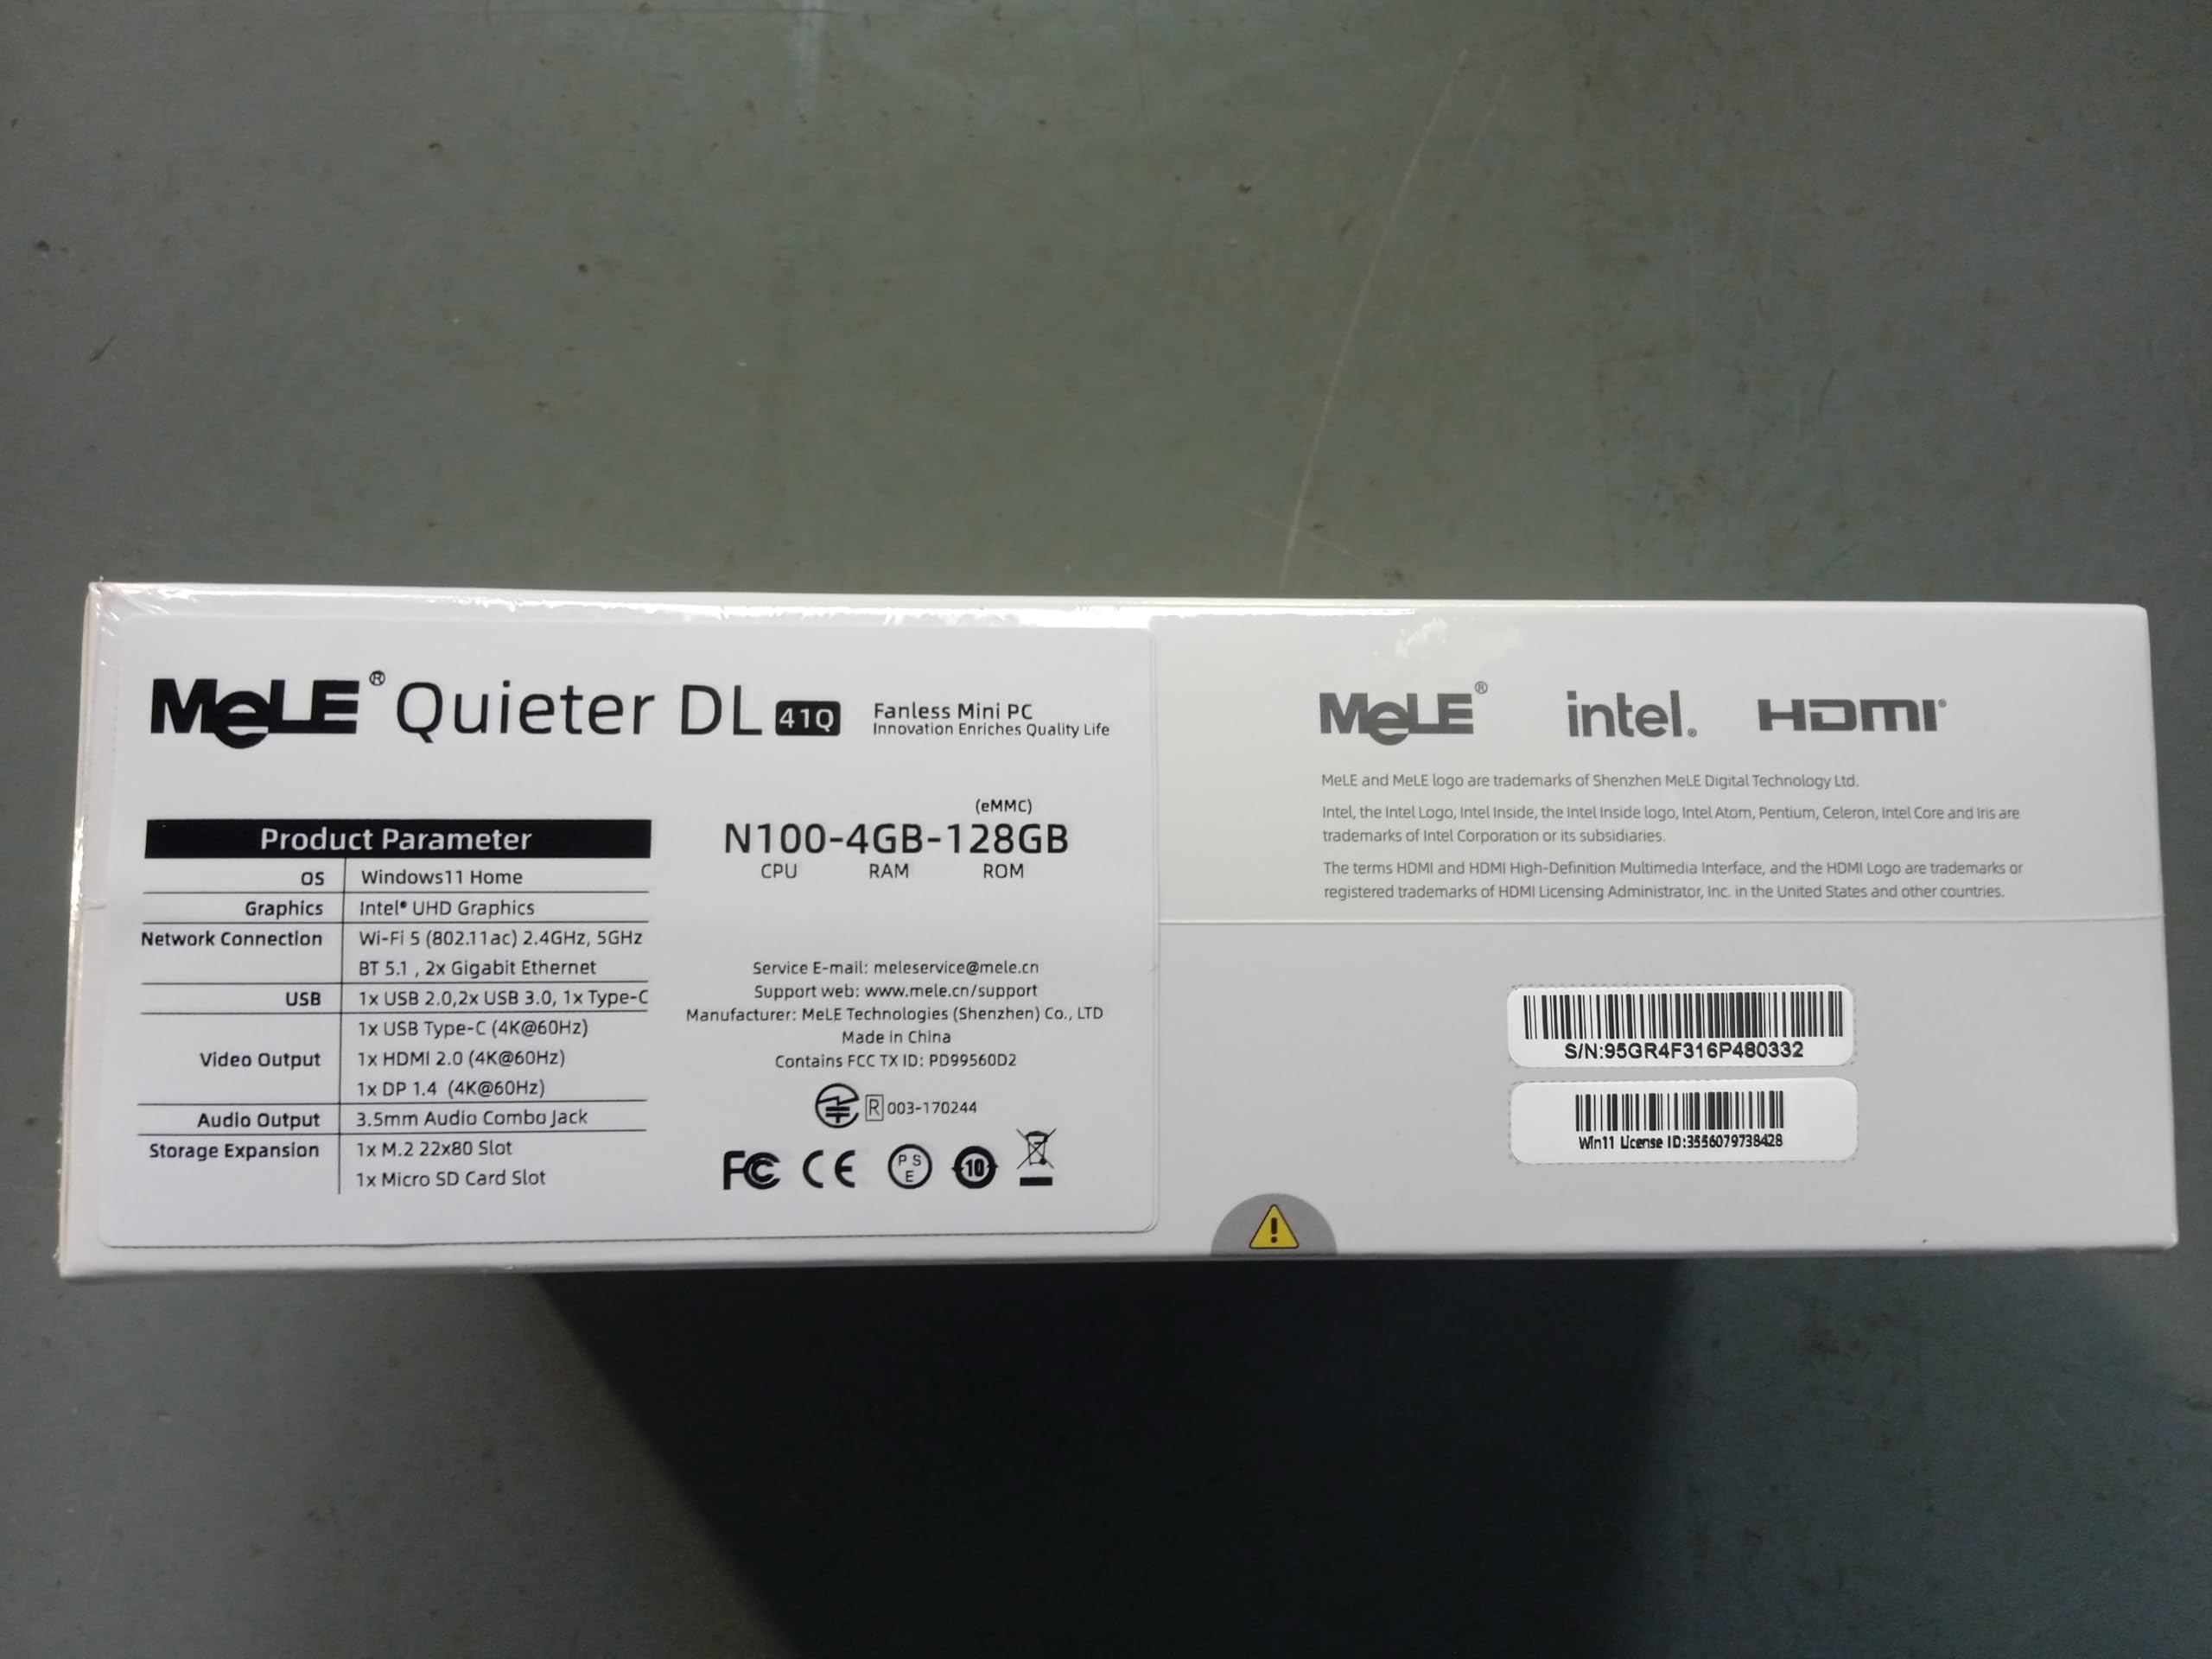 MeLE® Quieter DL 41Q Fanless Mini PC
Innovation Enriches Quality Life
Product Parameter
OS Windows11 Home
Graphics Intel® UHD Graphics
Network Connection Wi-Fi 5 (802.11ac) 2.4GHz, 5GHz
BT 5.1 , 2x Gigabit Ethernet
USB 1x USB 2.0,2x USB 3.0, 1x Type-C
1x USB Type-C (4K@60Hz)
Video Output 1x HDMI 2.0 (4K@60Hz)
1x DP 1.4 (4K@60Hz)
Audio Output 3.5mm Audio Combo Jack
Storage Expansion 1x M.2 22x80 Slot
1x Micro SD Card Slot
(eMMC)
N100-4GB-128GB
CPU RAM ROM
Service E-mail: meleservice@mele.cn
Support web: www.mele.cn/support
Manufacturer: MeLE Technologies (Shenzhen) Co., LTD
Made in China
Contains FCC TX ID: PD99560D2
R 003-170244
FC CE PSE 10
MeLE® intel. HDMI®
MeLE and MeLE logo are trademarks of Shenzhen MeLE Digital Technology Ltd.
Intel, the Intel Logo, Intel Inside, the Intel Inside logo, Intel Atom, Pentium, Celeron, Intel Core and Iris are
trademarks of Intel Corporation or its subsidiaries.
The terms HDMI and HDMI High-Definition Multimedia Interface, and the HDMI Logo are trademarks or
registered trademarks of HDMI Licensing Administrator, Inc. in the United States and other countries.
S/N:95GR4F316P480332
Win11 License ID:3556079738428